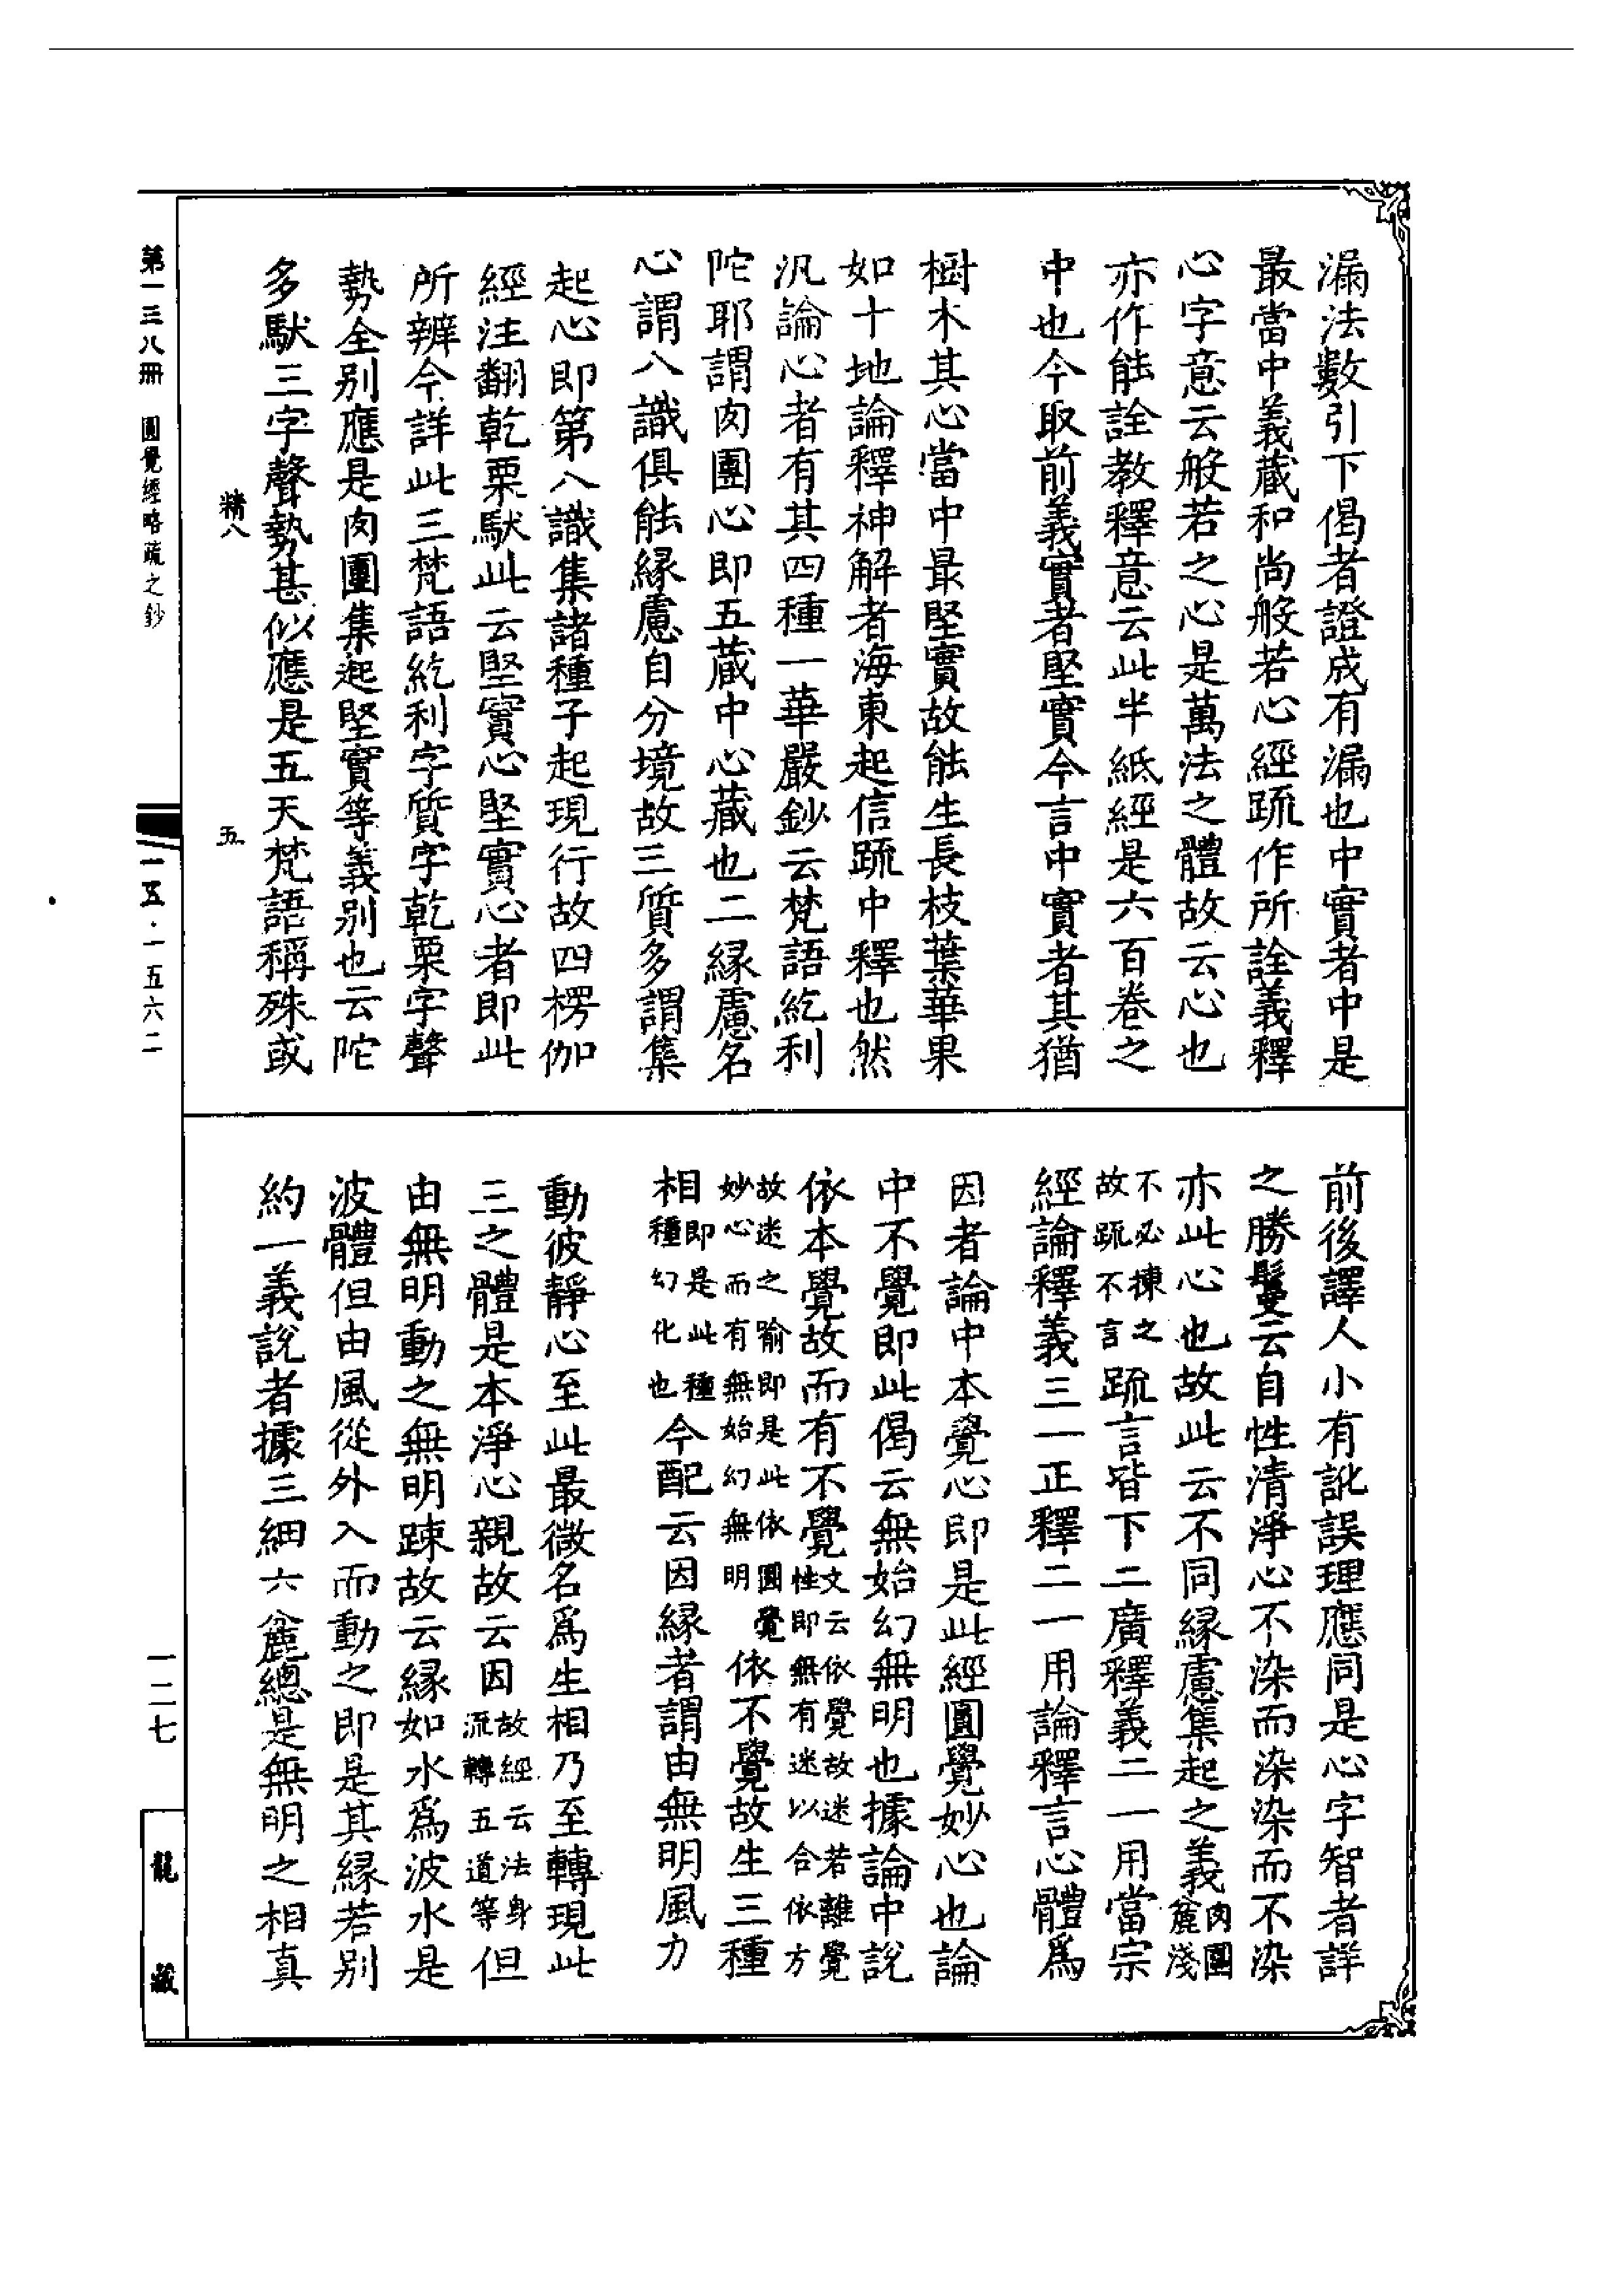 漏法數引下偈者證成有漏也中實者中是
最當中義藏和尚般若心經䟽作所詮義釋
心字意云般若之心是萬法之體故云心也
亦作能詮教釋意云此半紙經是六百卷之
中也今取前義實者堅實今言中實者其猶
樹木其心當中最堅實故能生長枝葉華果
如十地論釋神解者海東起信䟽中釋也然
汎論心者有其四種一華嚴鈔云梵語紇利
陀耶謂肉團心即五藏中心藏也二緣慮名
心謂八識俱能緣慮自分境故三質多謂集
起心即第八識集諸種子起現行故四楞伽
經注翻乾栗馱此云堅實心堅實心者即此
所辨今詳此三梵語紇利字質字乾栗字聲
勢全別應是肉團集起堅實等義別也云陀
多馱三字聲勢甚似應是五天梵語稱殊或
精八
五
前後譯人小有訛誤理應同是心字智者詳
之勝鬘云自性清淨心不染而染染而不染
亦此心也故此云不同緣慮集起之義肉團麄淺
不必揀之故䟽不言䟽言皆下二廣釋義二一用當宗
經論釋義三一正釋二一用論釋言心體爲
因者論中本覺心即是此經圓覺妙心也論
中不覺即此偈云無始幻無明也據論中說
依本覺故而有不覺文云依覺故迷若離覺性即無有迷以合依方
故迷之喻即是此依圓覺妙心而有無始幻無明依不覺故生三種
相即是此種種幻化也今配云因緣者謂由無明風力
動彼靜心至此最微名爲生相乃至轉現此
三之體是本淨心親故云因故經云法身流轉五道等但
由無明動之無明踈故云緣如水爲波水是
波體但由風從外入而動之即是其緣若別
約一義說者據三細六麄總是無明之相真
第一三八冊　圓覺經略疏之鈔
一五·一五六二
一二七
龍藏